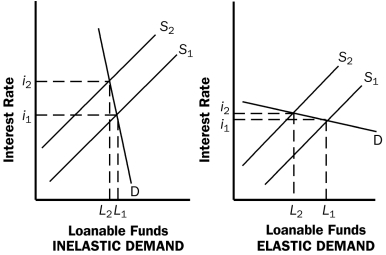 S2
S1
i2
i1
Interest Rate
D
L2 L1
Loanable Funds
INELASTIC DEMAND
S2
S1
i2
i1
Interest Rate
D
L2 L1
Loanable Funds
ELASTIC DEMAND